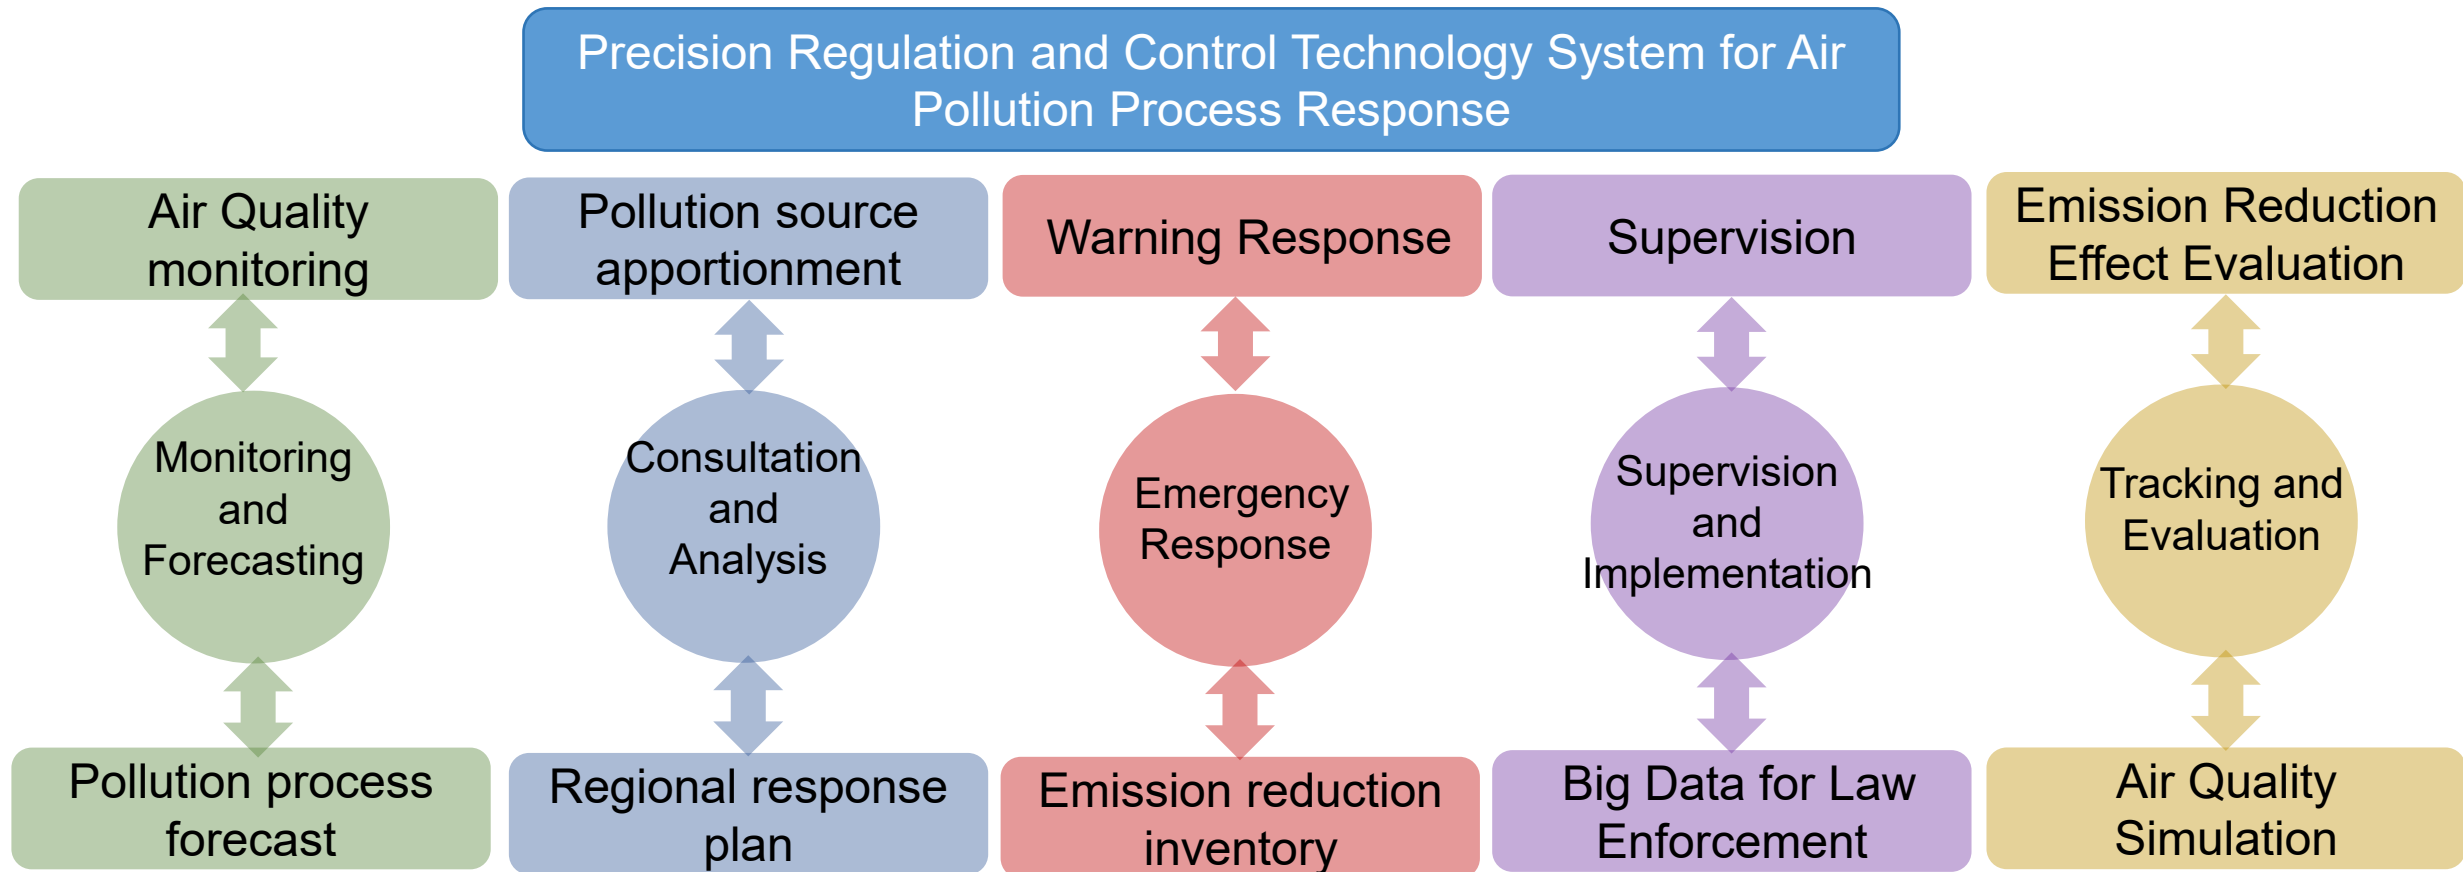 Precision Regulation and Control Technology System for Air
Pollution Process Response
Air Quality
monitoring
Pollution source
apportionment
Warning Response
Supervision
Emission Reduction
Effect Evaluation
Monitoring
and
Forecasting
Consultation
and
Analysis
Emergency
Response
Supervision
and
Implementation
Tracking and
Evaluation
Pollution process
forecast
Regional response
plan
Emission reduction
inventory
Big Data for Law
Enforcement
Air Quality
Simulation